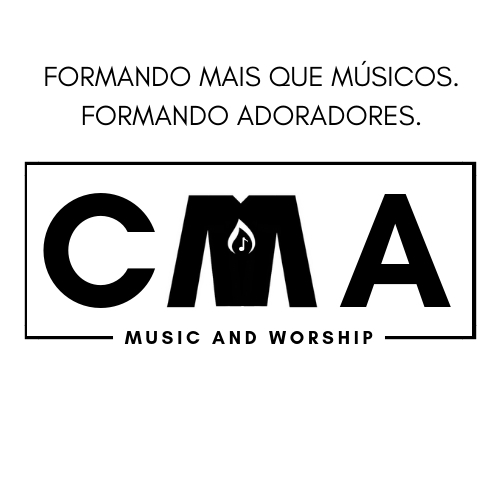 FORMANDO MAIS QUE MÚSICOS.
FORMANDO ADORADORES.
CMA
MUSIC AND WORSHIP